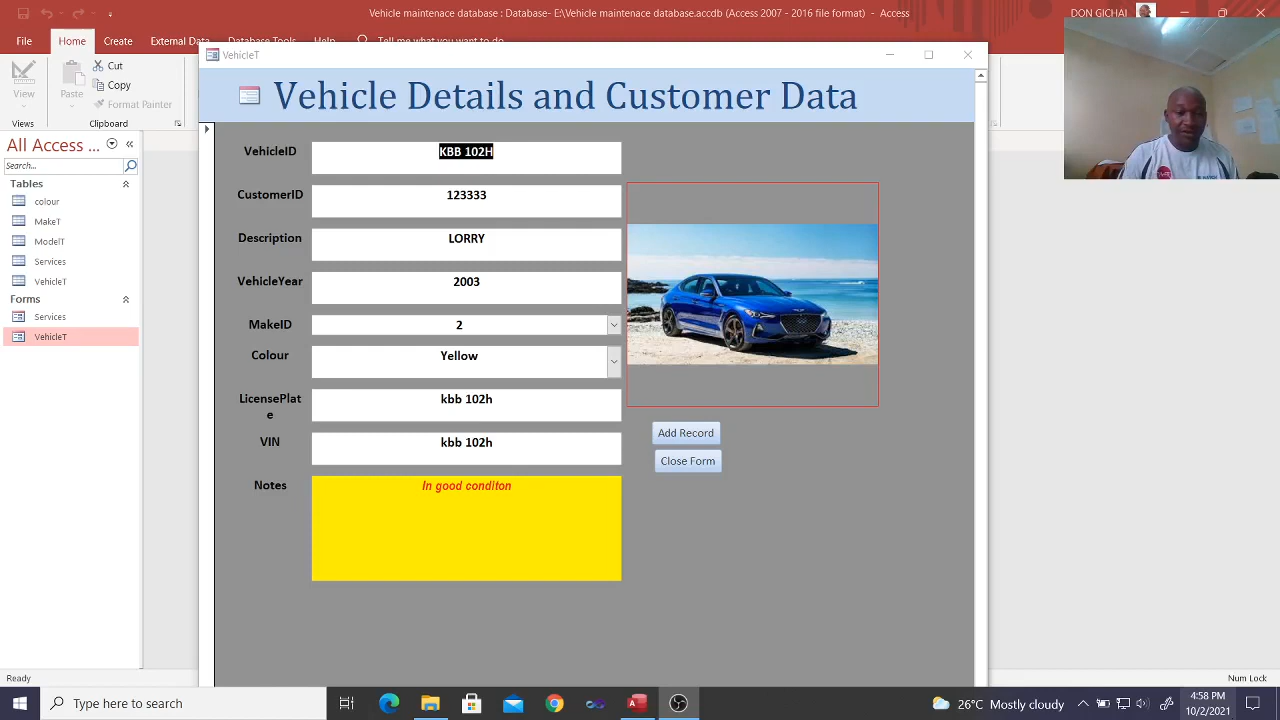 Vehicle maintenance : Database- E:\Vehicle maintenece database.accdb (Access 2007 - 2016 file format) - Access
DON GICHAI
File Home Create External Data Database Tools Help Tell me what you want to do
VehicleT
View
Paste
Cut
Copy
Format Painter
Views Clipboard
Vehicle Details and Customer Data
All Access ...
Search...
Tables
colour
MakeT
ModelT
Services
VehicleT
Forms
Services
VehicleT
VehicleID KBB 102H
CustomerID 123333
Description LORRY
VehicleYear 2003
MakeID 2
Colour Yellow
LicensePlat
e
kbb 102h
VIN kbb 102h
Notes In good conditon
Add Record
Close Form
Ready
Num Lock
Type here to search
26°C Mostly cloudy
4:58 PM
10/2/2021